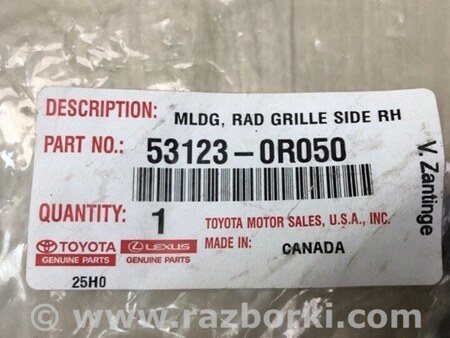 DESCRIPTION: MLDG, RAD GRILLE SIDE RH
PART NO.: 53123-0R050
QUANTITY: 1 TOYOTA MOTOR SALES, U.S.A., INC.
TOYOTA LEXUS MADE IN: CANADA
GENUINE PARTS GENUINE PARTS
25H0
V. Zantinge
© www.razborki.com